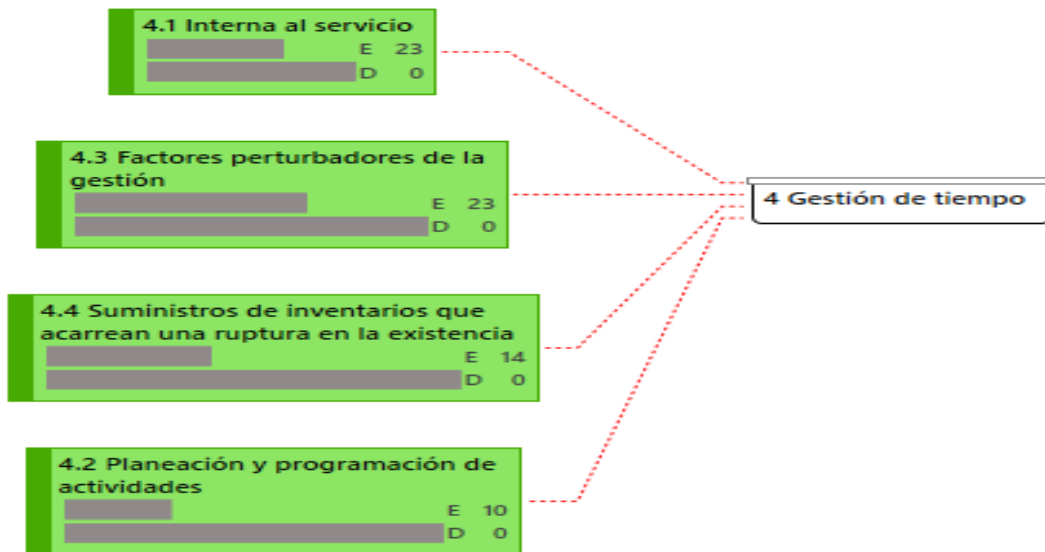 4.1 Interna al servicio
E 23
D 0
4.3 Factores perturbadores de la
gestión
E 23
D 0
4 Gestión de tiempo
4.4 Suministros de inventarios que
acarrean una ruptura en la existencia
E 14
D 0
4.2 Planeación y programación de
actividades
E 10
D 0